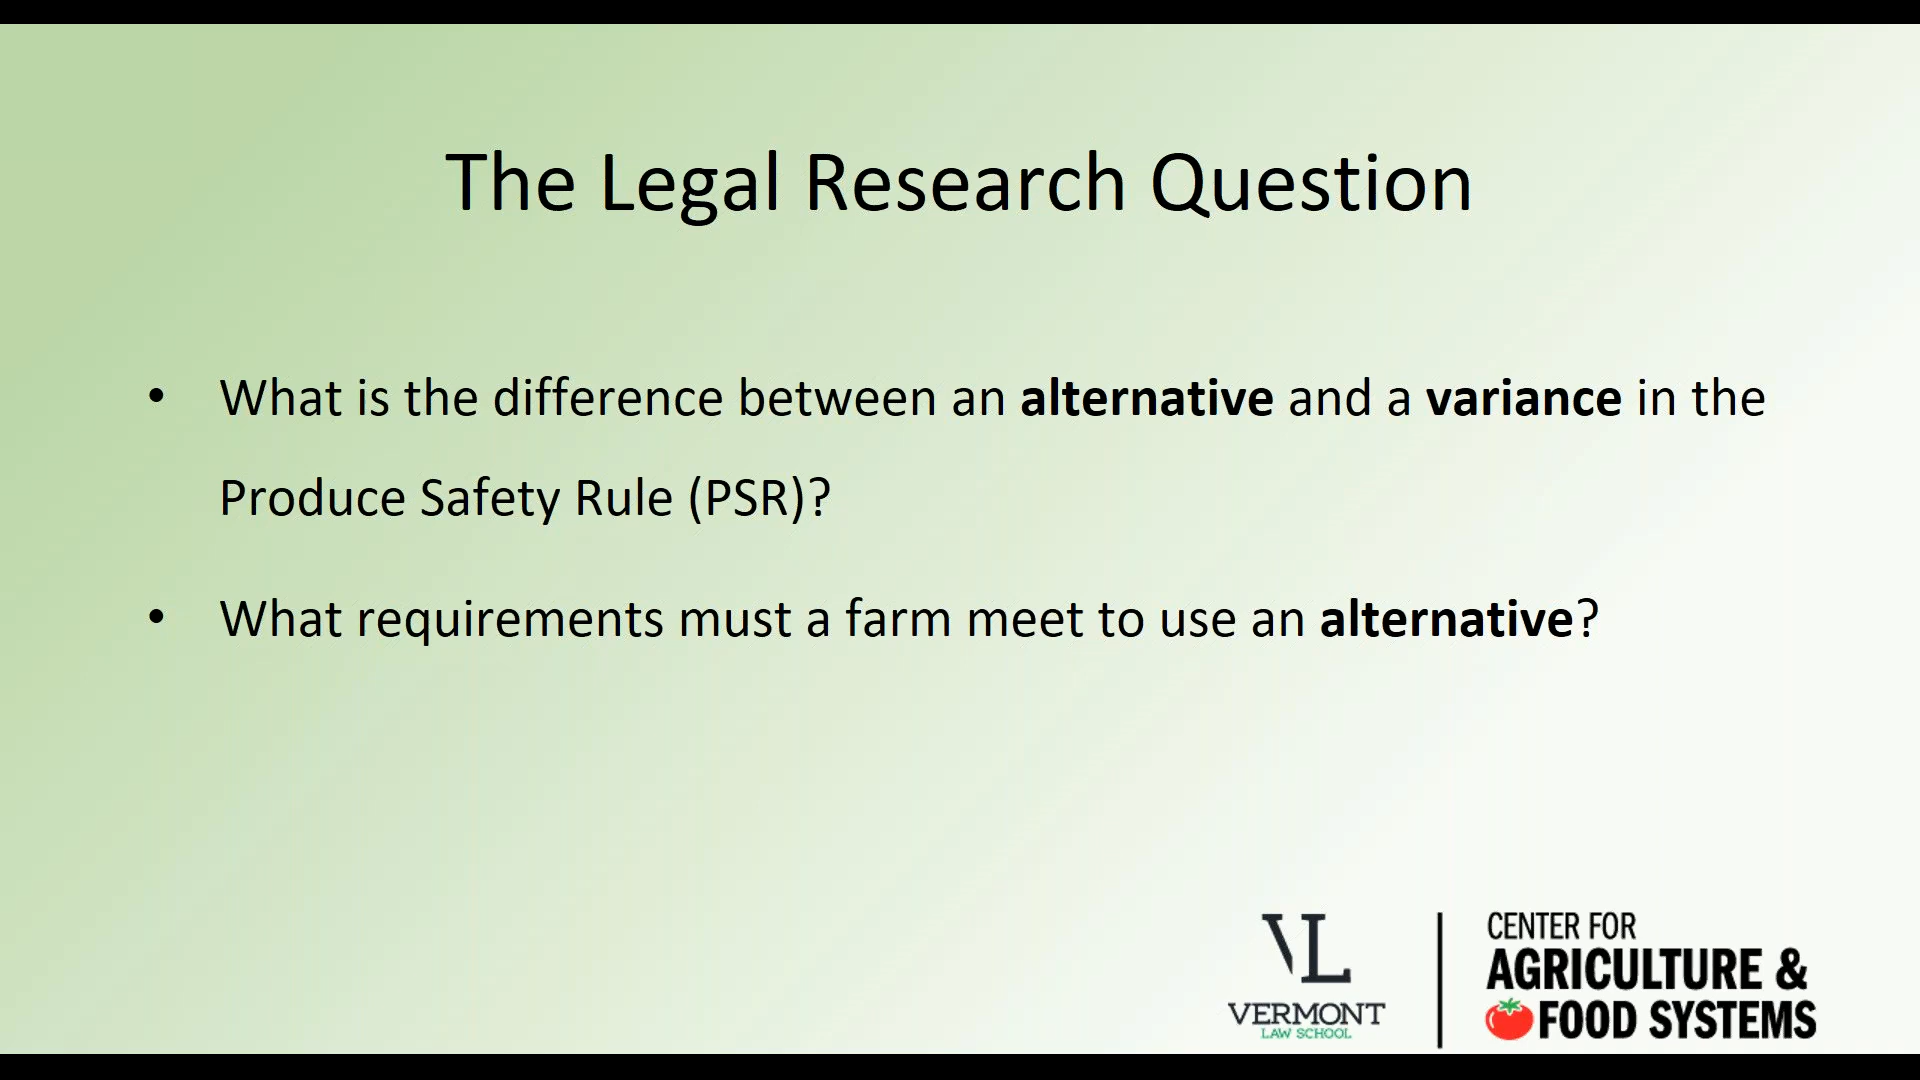 The Legal Research Question
• What is the difference between an alternative and a variance in the
Produce Safety Rule (PSR)?
• What requirements must a farm meet to use an alternative?
VL
VERMONT
LAW SCHOOL
CENTER FOR
AGRICULTURE &
FOOD SYSTEMS